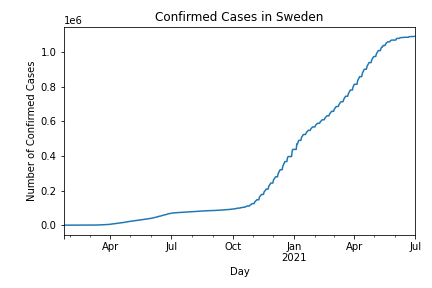 Confirmed Cases in Sweden
1e6
1.0
0.8
0.6
0.4
0.2
0.0
Number of Confirmed Cases
Apr Jul Oct Jan Apr Jul
2021
Day